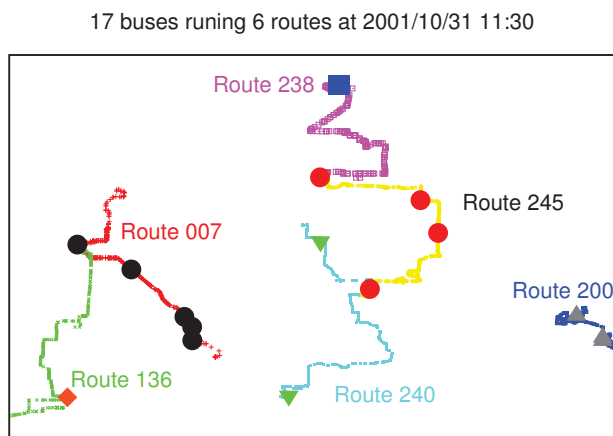 17 buses runing 6 routes at 2001/10/31 11:30
Route 238
Route 245
Route 007
Route 200
Route 136
Route 240